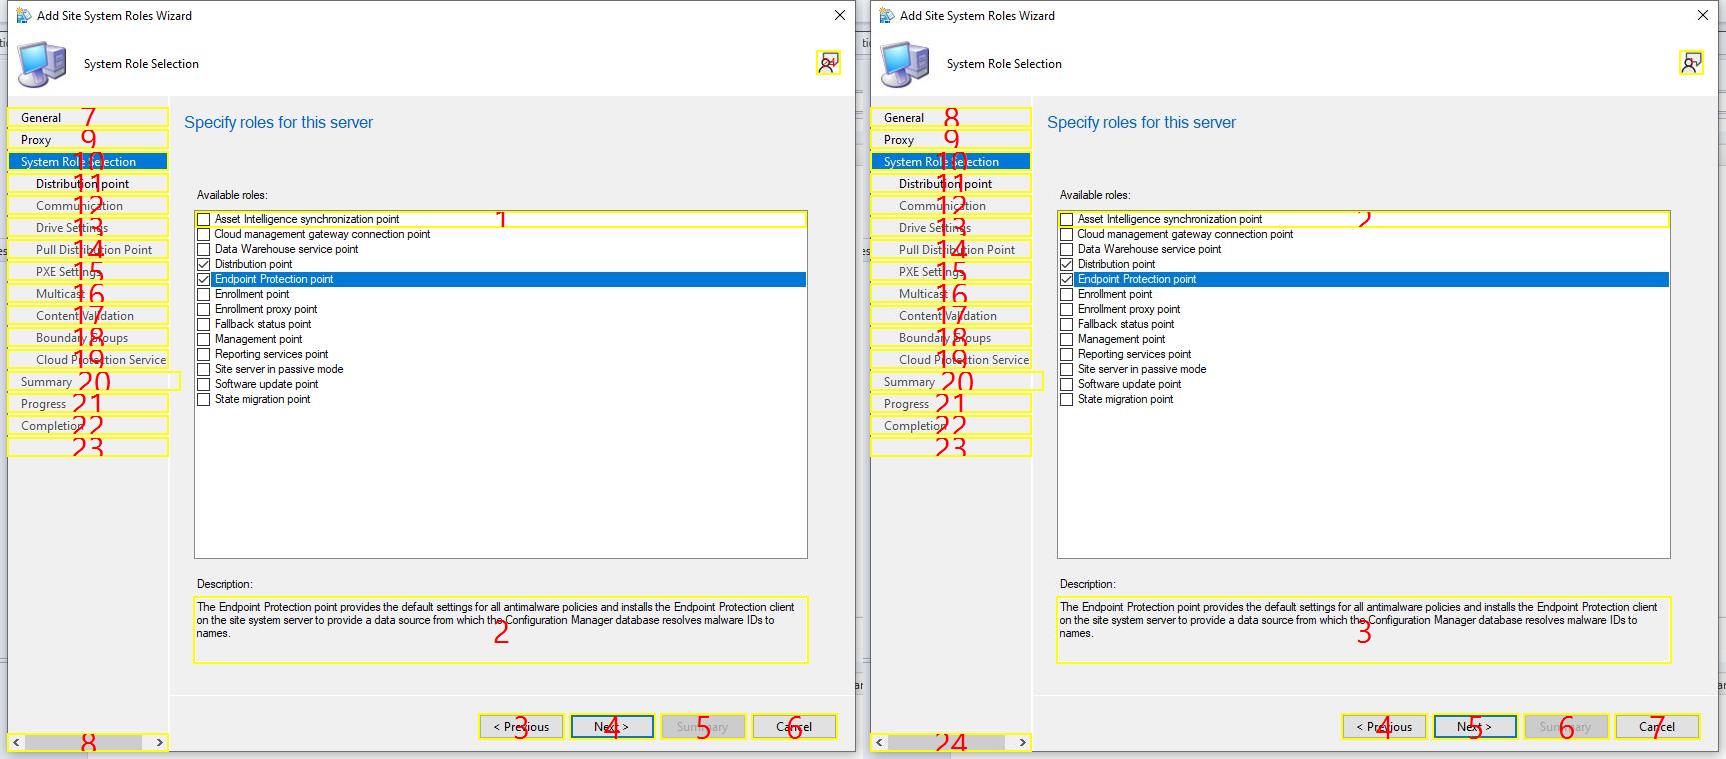 Add Site System Roles Wizard
System Role Selection
4
General 7
Proxy 9
System Role Selection 10
Distribution point 11
Communication 12
Drive Settings 13
Pull Distribution Point 14
PXE Settings 15
Multicast 16
Content Validation 17
Boundary Groups 18
Cloud Protection Service 19
Summary 20
Progress 21
Completion 22
23
8
Specify roles for this server
Available roles:
Asset Intelligence synchronization point 1
Cloud management gateway connection point
Data Warehouse service point
Distribution point
Endpoint Protection point
Enrollment point
Enrollment proxy point
Fallback status point
Management point
Reporting services point
Site server in passive mode
Software update point
State migration point
Description:
The Endpoint Protection point provides the default settings for all antimalware policies and installs the Endpoint Protection client
on the site system server to provide a data source from which the Configuration Manager database resolves malware IDs to
names.
2
< Previous 3
Next > 4
Summary 5
Cancel 6
Add Site System Roles Wizard
System Role Selection
General 8
Proxy 9
System Role Selection 10
Distribution point 11
Communication 12
Drive Settings 13
Pull Distribution Point 14
PXE Settings 15
Multicast 16
Content Validation 17
Boundary Groups 18
Cloud Protection Service 19
Summary 20
Progress 21
Completion 22
23
24
Specify roles for this server
Available roles:
Asset Intelligence synchronization point 2
Cloud management gateway connection point
Data Warehouse service point
Distribution point
Endpoint Protection point
Enrollment point
Enrollment proxy point
Fallback status point
Management point
Reporting services point
Site server in passive mode
Software update point
State migration point
Description:
The Endpoint Protection point provides the default settings for all antimalware policies and installs the Endpoint Protection client
on the site system server to provide a data source from which the Configuration Manager database resolves malware IDs to
names.
3
< Previous 4
Next > 5
Summary 6
Cancel 7